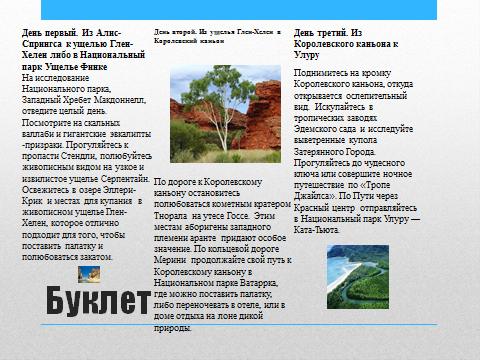 День первый. Из Алис-
Спрингса к ущелью Глен-
Хелен либо в Национальный
парк Ущелье Финке
На исследование
Национального парка,
Западный Хребет Макдоннелл,
отведите целый день.
Посмотрите на скальных
валлаби и гигантские эвкалипты
-призраки. Прогуляйтесь к
пропасти Стендли, полюбуйтесь
живописным видом на узкое и
извилистое ущелье Серпентайн.
Освежитесь в озере Эллери-
Крик и местах для купания в
живописном ущелье Глен-
Хелен, которое отлично
подходит для того, чтобы
поставить палатку и
полюбоваться закатом.
День второй. Из ущелья Глен-Хелен в
Королевский каньон
По дороге к Королевскому
каньону остановитесь
полюбоваться кометным кратером
Тнорала на утесе Госсе. Этим
местам аборигены западного
племени аранте придают особое
значение. По кольцевой дороге
Мерини продолжайте свой путь к
Королевскому каньону в
Национальном парке Ватаррка,
где можно поставить палатку,
либо переночевать в отеле, или в
доме отдыха на лоне дикой
природы.
День третий. Из
Королевского каньона к
Улуру
Поднимитесь на кромку
Королевского каньона, откуда
открывается ослепительный
вид. Искупайтесь в
тропических заводях
Эдемского сада и исследуйте
выветренные купола
Затерянного Города.
Прогуляйтесь до чудесного
ключа или совершите ночное
путешествие по «Тропе
Джайлса». По Пути через
Красный центр отправляйтесь
в Национальный парк Улуру —
Ката-Тьюта.
Буклет